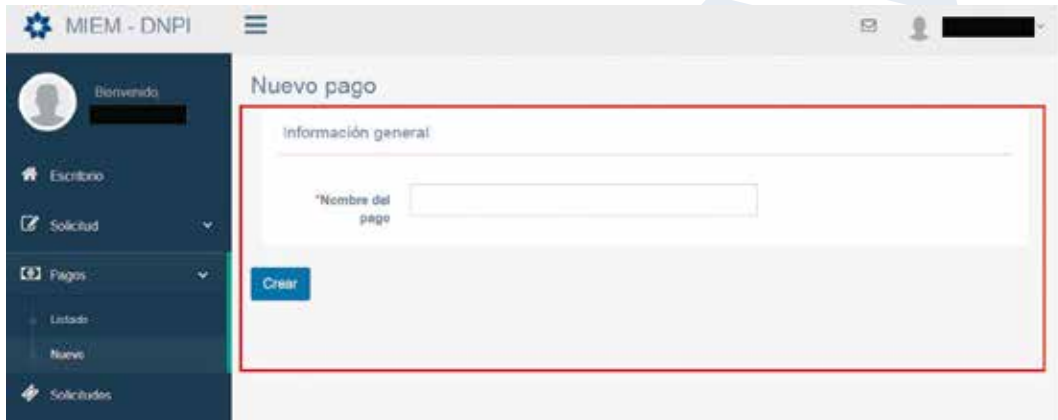 MIEM - DNPI
Bienvenido,
Escritorio
Solicitud
Pagos
Listado
Nuevo
Solicitudes
Nuevo pago
Información general
*Nombre del
pago
Crear